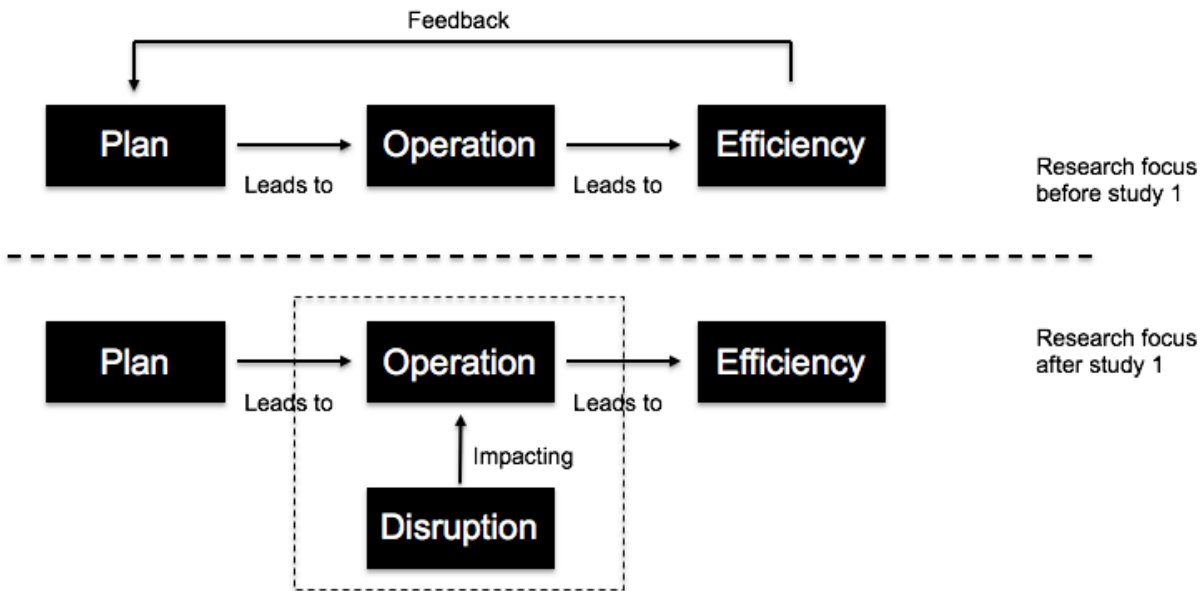 Feedback
Plan
Operation
Efficiency
Leads to
Leads to
Research focus
before study 1
Plan
Operation
Efficiency
Research focus
after study 1
Leads to
Leads to
Impacting
Disruption